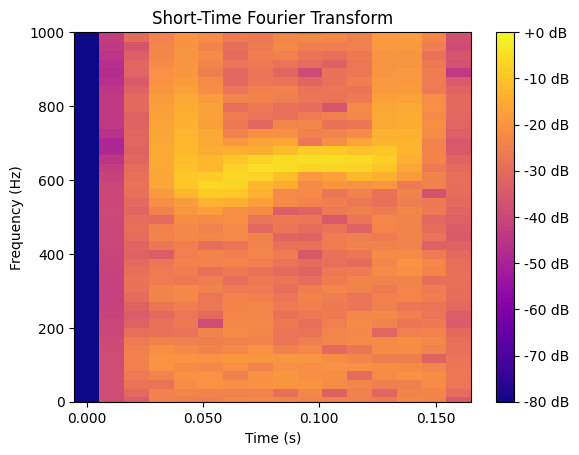 Short-Time Fourier Transform
Frequency (Hz)
1000
800
600
400
200
0
0.000
0.050
0.100
0.150
Time (s)
+0 dB
-10 dB
-20 dB
-30 dB
-40 dB
-50 dB
-60 dB
-70 dB
-80 dB